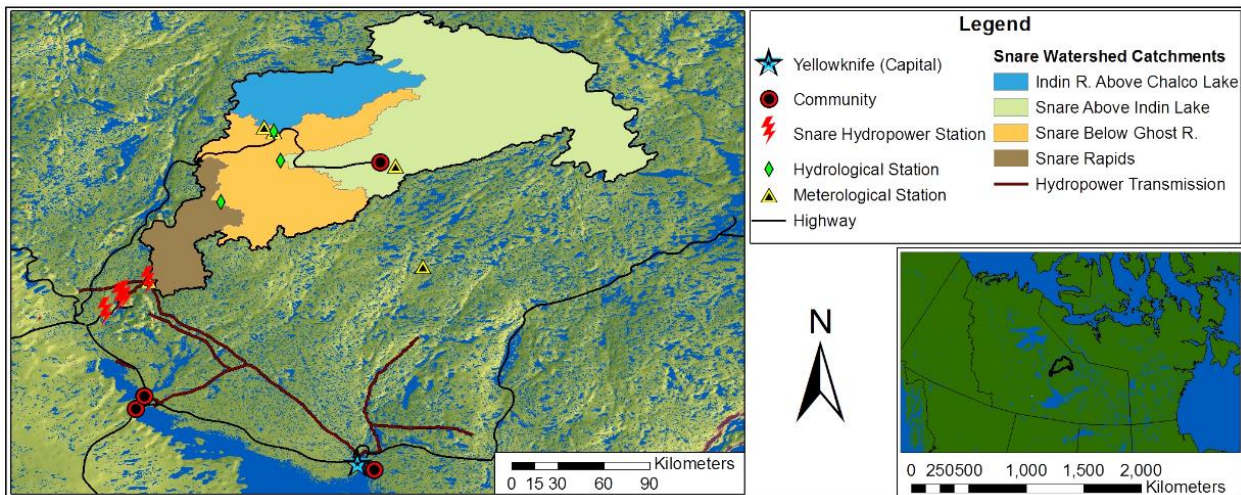 Legend
Yellowknife (Capital)
Community
Snare Hydropower Station
Hydrological Station
Meterological Station
Highway
Snare Watershed Catchments
Indin R. Above Chalco Lake
Snare Above Indin Lake
Snare Below Ghost R.
Snare Rapids
Hydropower Transmission
Kilometers
0 15 30 60 90
N
0 250500 1,000 1,500 2,000
Kilometers